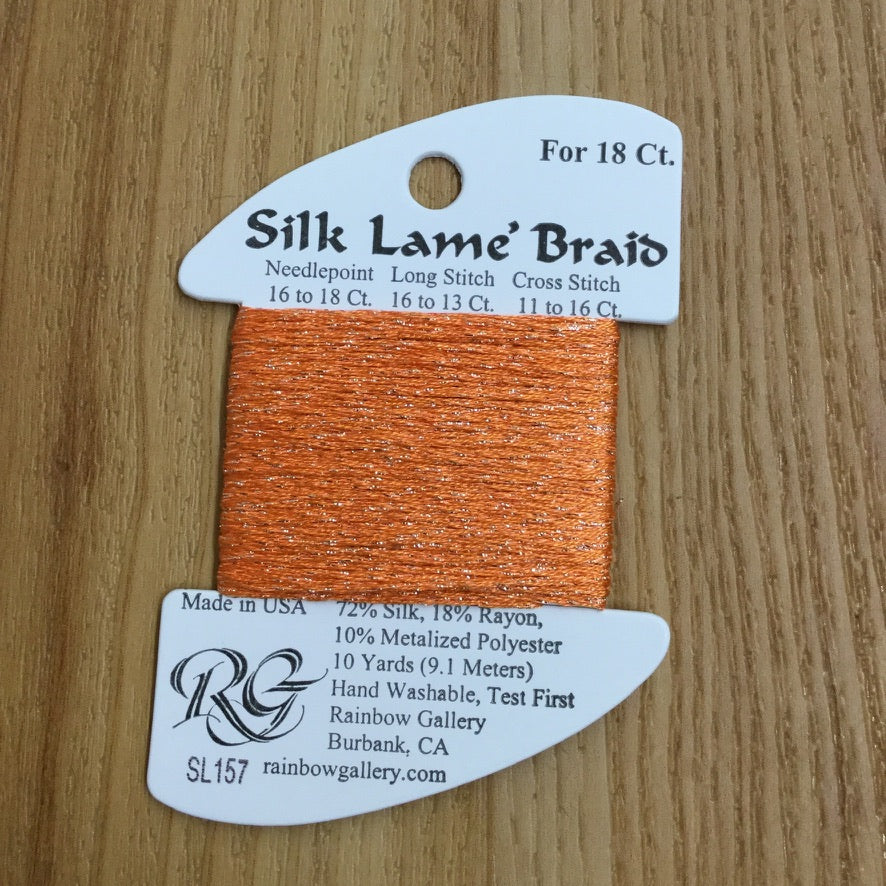 For 18 Ct.
Silk Lame' Braid
Needlepoint Long Stitch Cross Stitch
16 to 18 Ct. 16 to 13 Ct. 11 to 16 Ct.
Made in USA
72% Silk, 18% Rayon,
10% Metalized Polyester
10 Yards (9.1 Meters)
Hand Washable, Test First
Rainbow Gallery
Burbank, CA
RG
SL157 rainbowgallery.com